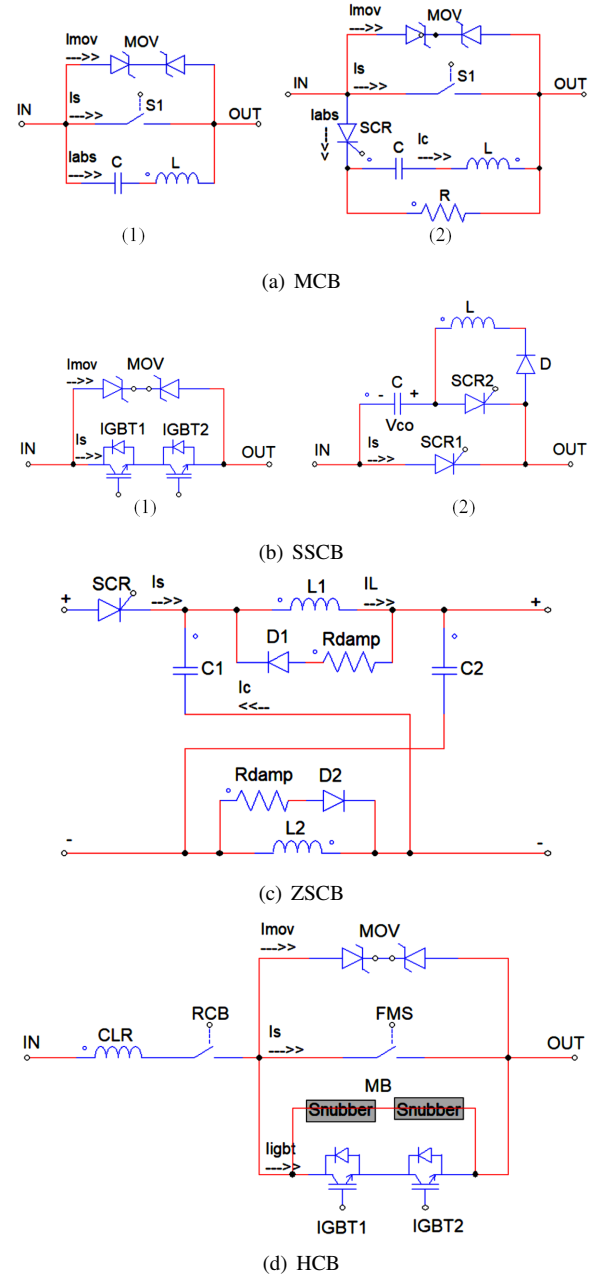 Imov MOV
--->>
IN Is S1 OUT
--->>
Iabs C L
--->>
(1)
Imov MOV
--->>
IN Is S1 OUT
--->>
Iabs SCR
--->>
C Ic L
--->>
R
(2)
(a) MCB
Imov MOV
--->>
IGBT1 IGBT2
IN Is OUT
--->>
(1)
L
D
C SCR2
- +
Vco
IN Is SCR1 OUT
--->>
(2)
(b) SSCB
SCR Is L1 IL
+ --->> --->> +
D1 Rdamp
C1 C2
Ic
<<---
Rdamp D2
- L2 -
(c) ZSCB
Imov MOV
--->>
RCB FMS
IN CLR Is OUT
--->>
MB
Snubber Snubber
Iigbt
--->>
IGBT1 IGBT2
(d) HCB